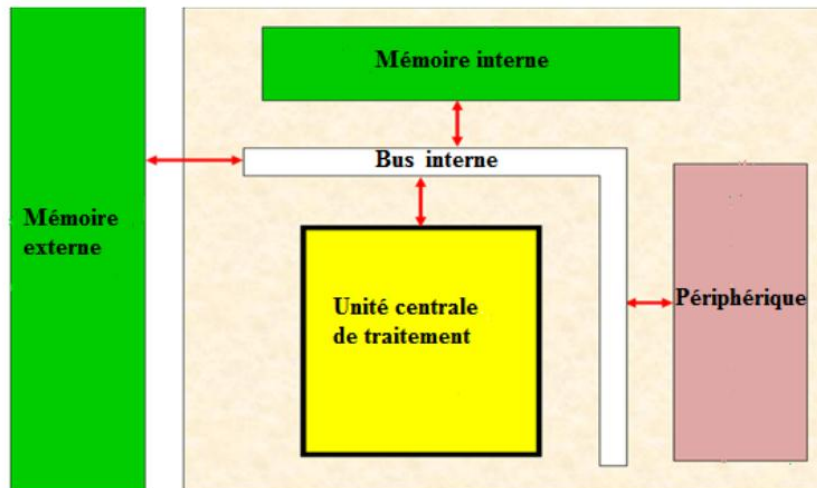 Mémoire interne
Bus interne
Mémoire
externe
Unité centrale
de traitement
Périphérique